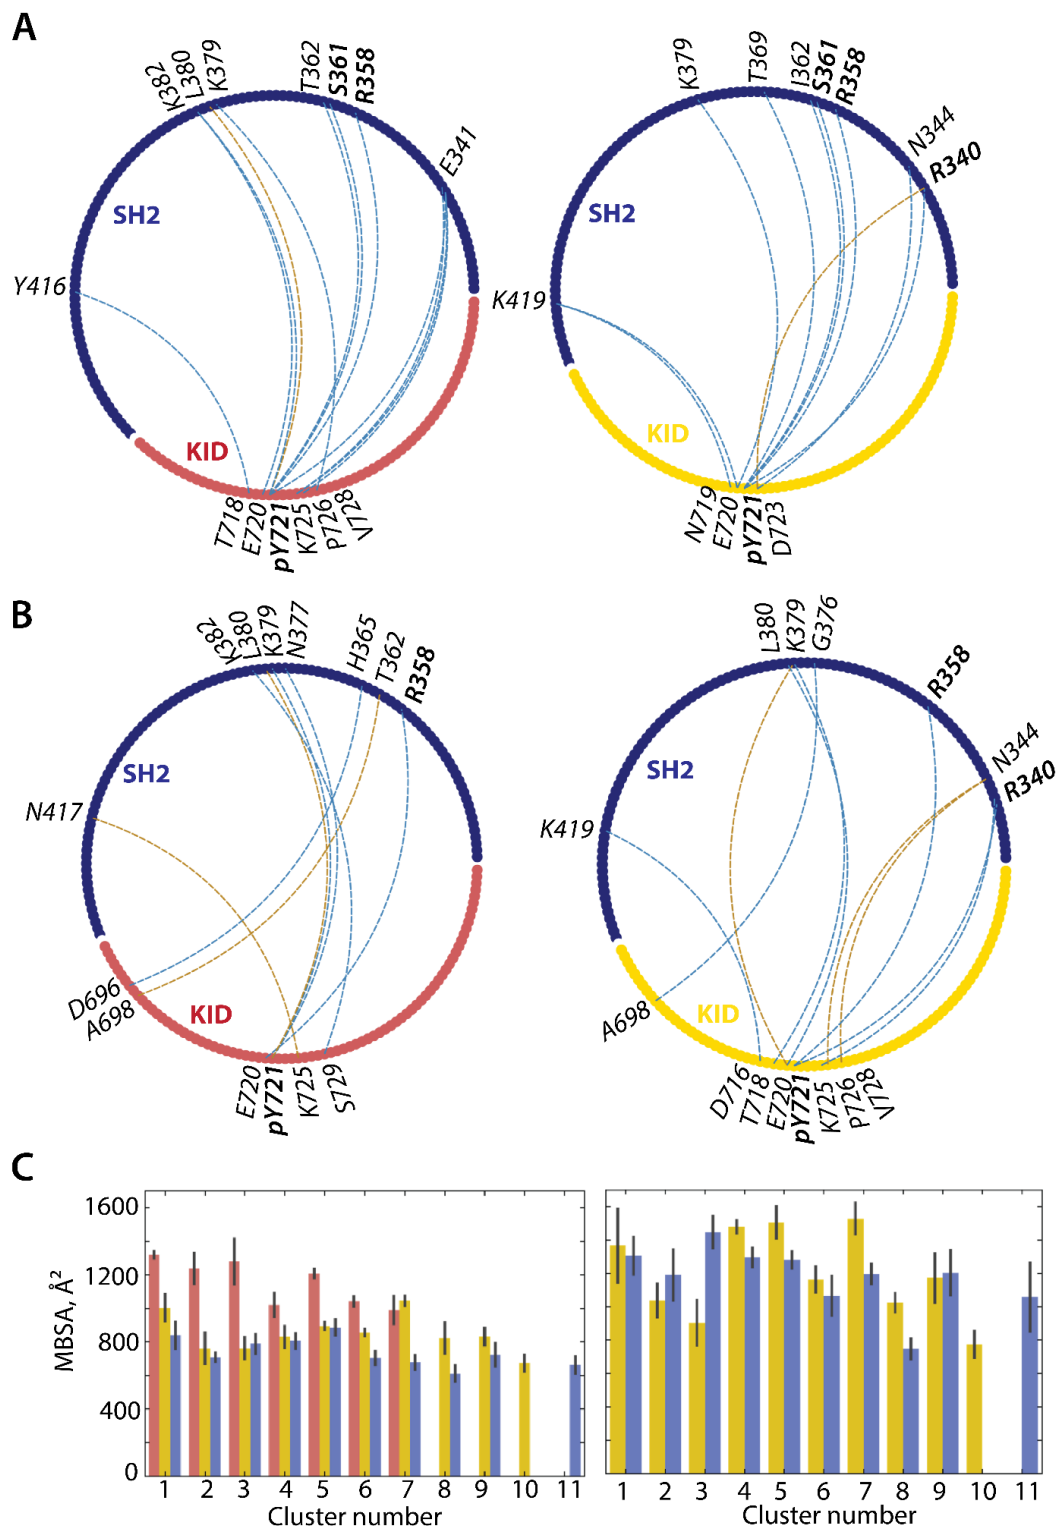 A
K382
L380
K379
T362
S361
R358
E341
SH2
Y416
KID
T718
E720
pY721
K725
P726
V728
K379
T369
I362
S361
R358
N344
R340
SH2
K419
KID
N719
E720
pY721
D723
B
K382
L380
K379
N377
H365
T362
R358
SH2
N417
D696
A698
KID
E720
pY721
K725
S729
L380
K379
G376
R358
N344
R340
SH2
K419
A698
KID
D716
T718
E720
pY721
K725
P726
V728
C
MBSA, Å²
1600
1200
800
400
0
1 2 3 4 5 6 7 8 9 10 11
Cluster number
1 2 3 4 5 6 7 8 9 10 11
Cluster number